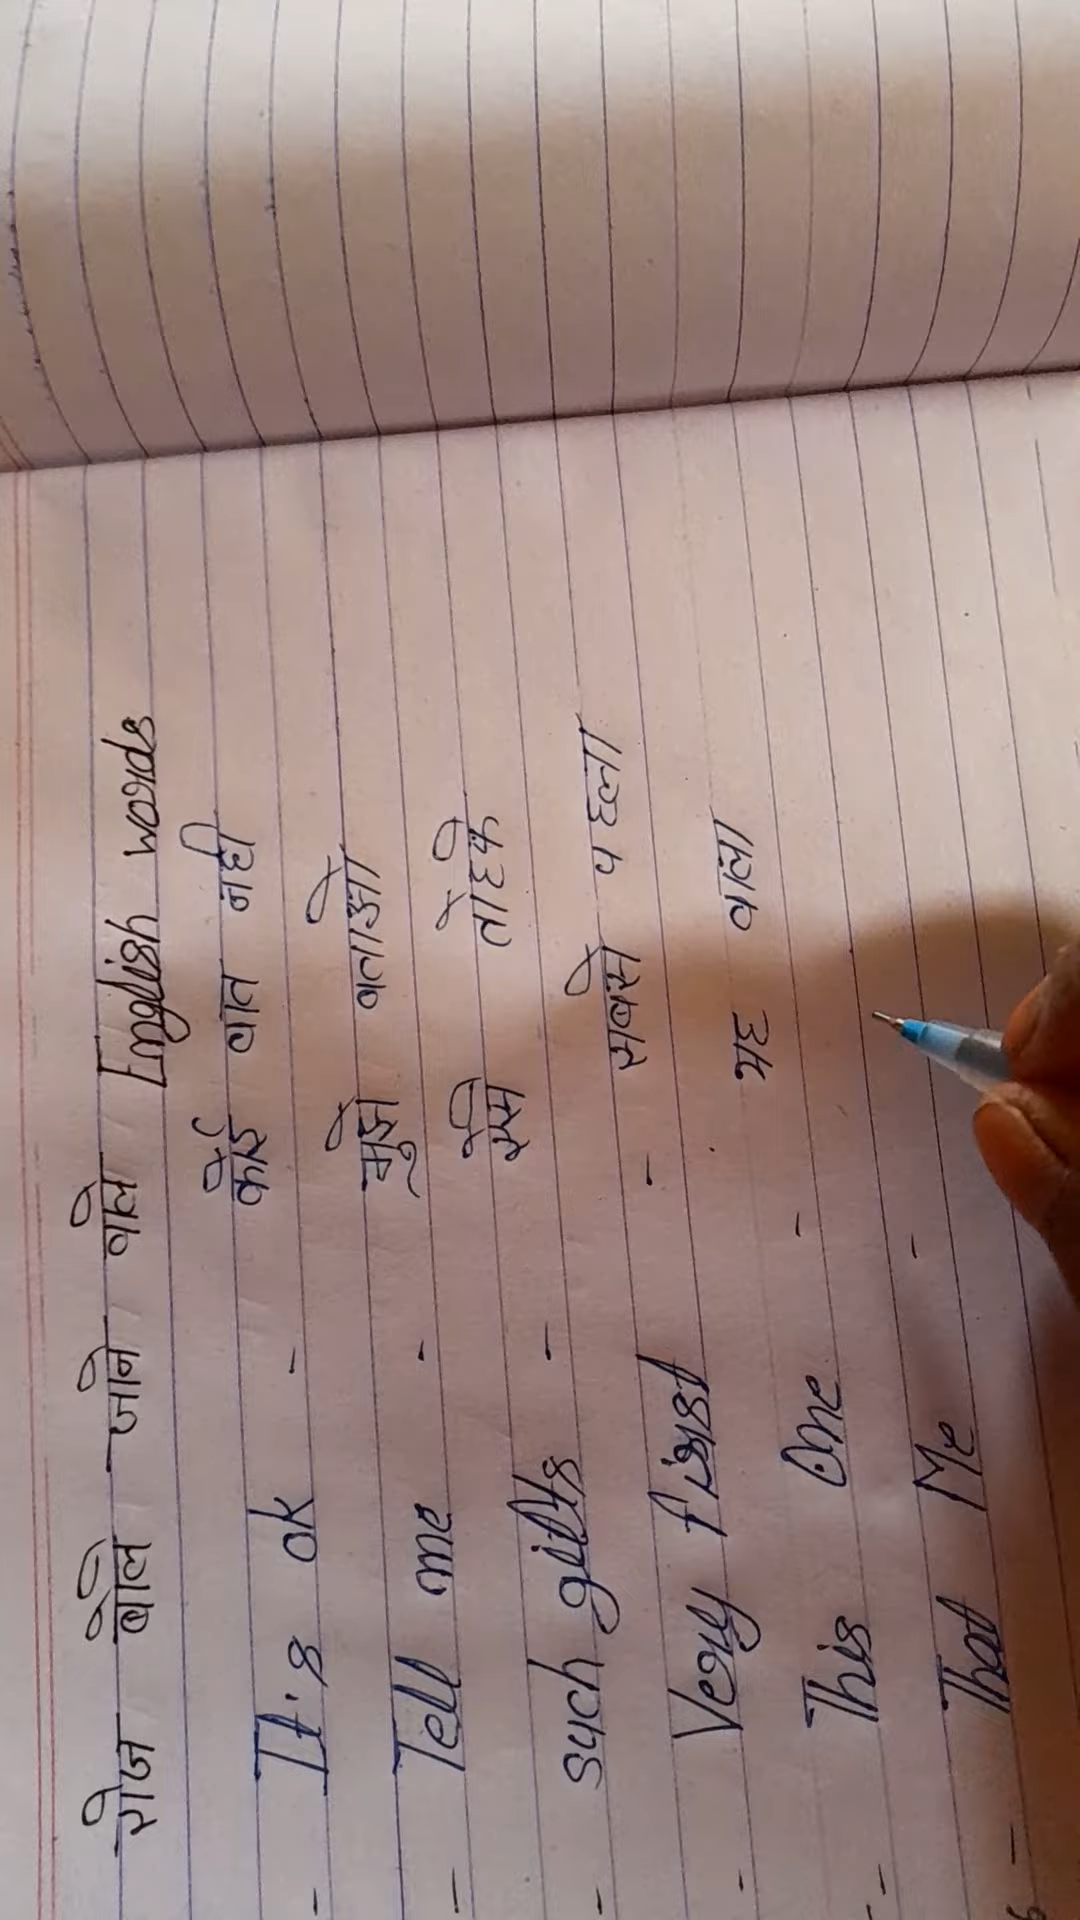 रोज बोले जाने वोले English words
- It's ok - कोई बात नही
- Tell me - मुझे बताओ
- such gifts - ऐसे तोहफे
- Very first - सबसे पहला
- This One - यह वाला
- That Me -